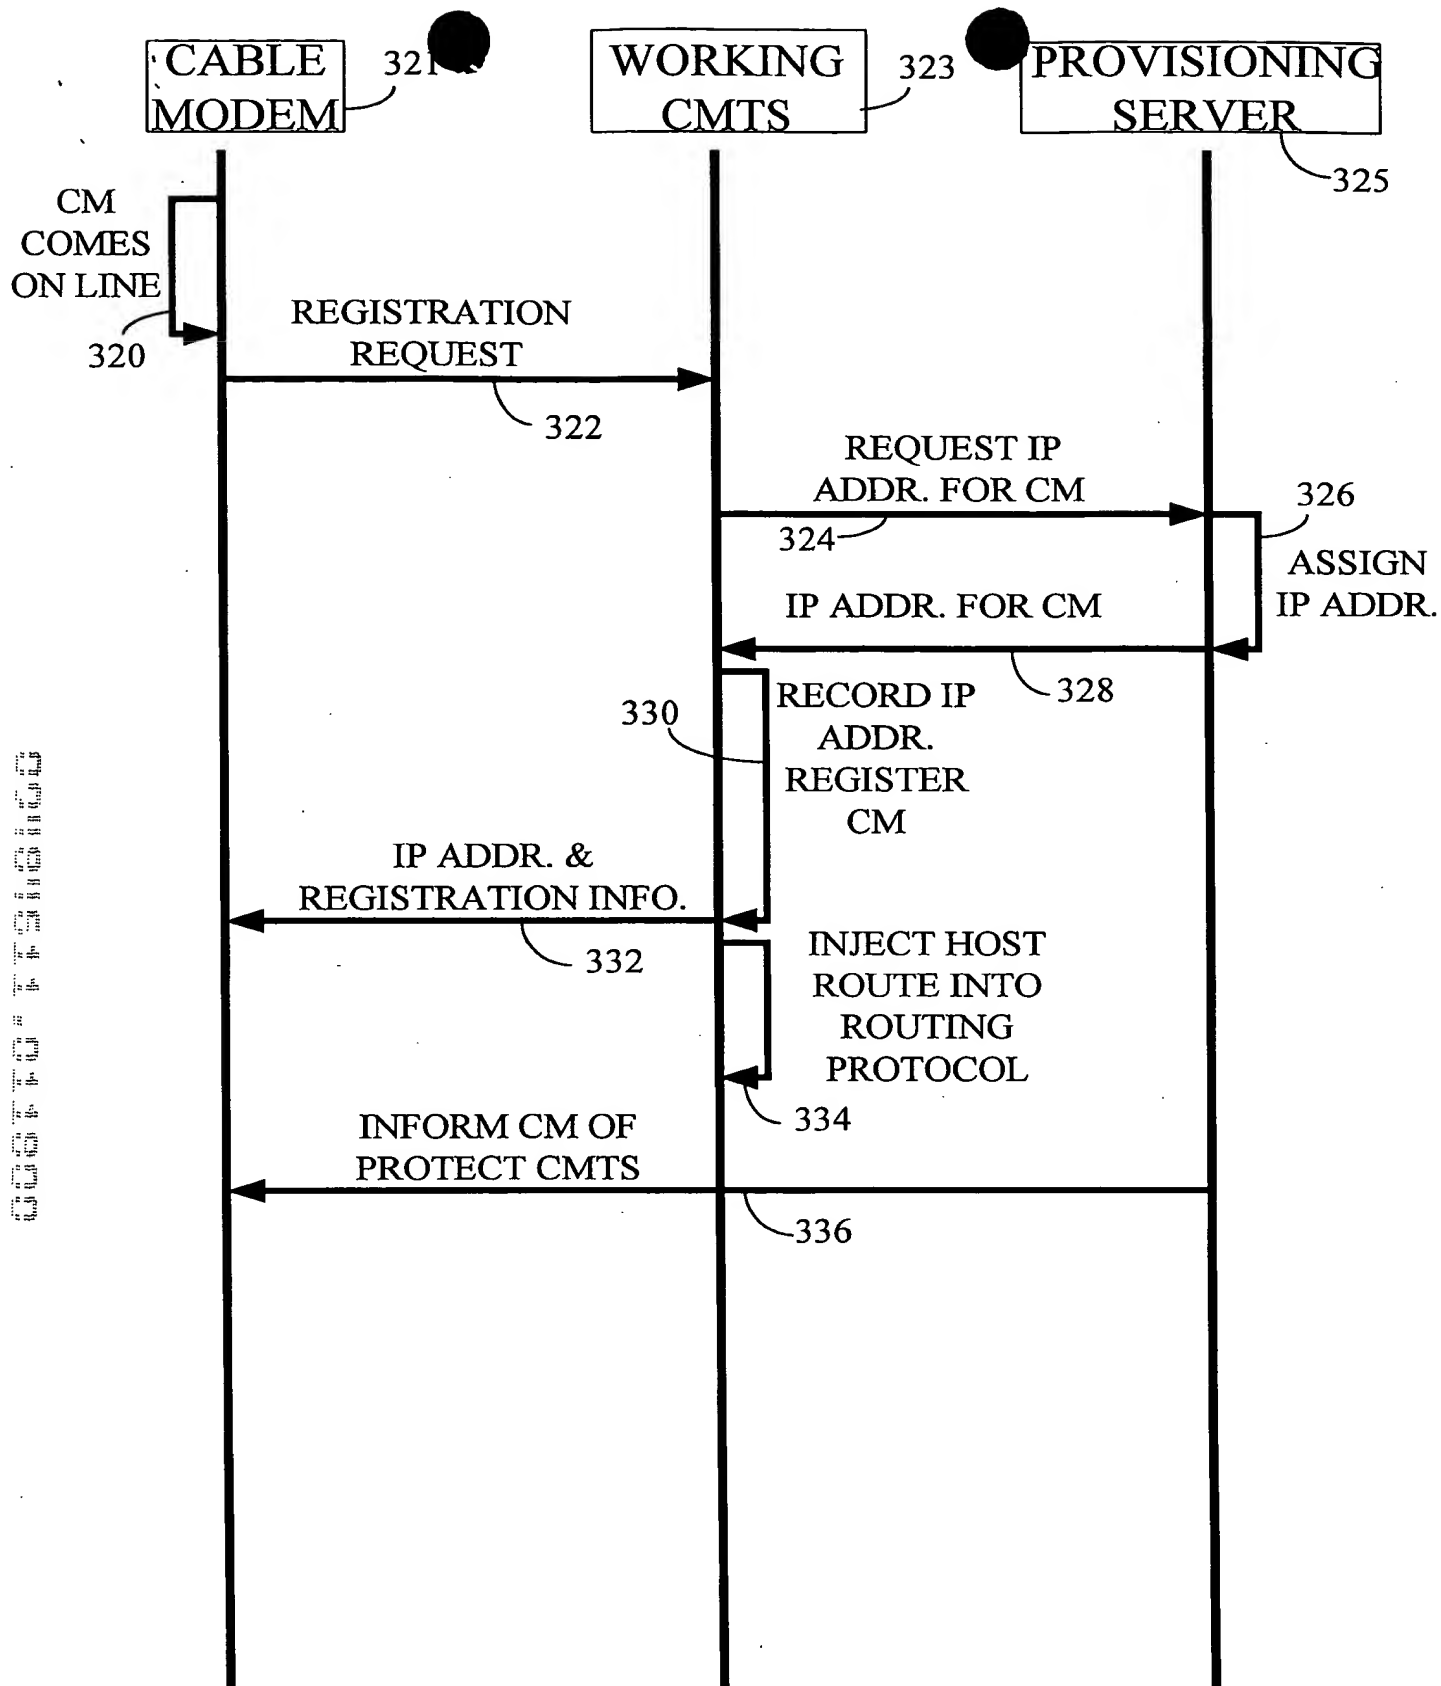 CABLE
MODEM
321
WORKING
CMTS
323
PROVISIONING
SERVER
325
CM
COMES
ON LINE
320
REGISTRATION
REQUEST
322
REQUEST IP
ADDR. FOR CM
324
326
ASSIGN
IP ADDR.
IP ADDR. FOR CM
328
330
RECORD IP
ADDR.
REGISTER
CM
IP ADDR. &
REGISTRATION INFO.
332
INJECT HOST
ROUTE INTO
ROUTING
PROTOCOL
334
INFORM CM OF
PROTECT CMTS
336